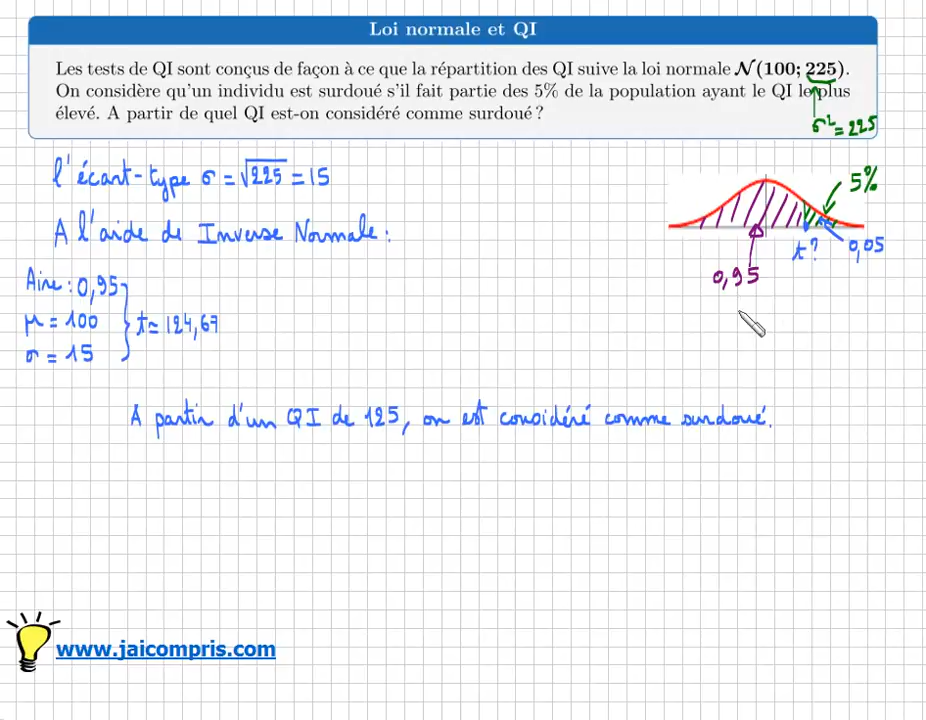 Loi normale et QI
Les tests de QI sont conçus de façon à ce que la répartition des QI suive la loi normale 𝒩(100; 225).
On considère qu'un individu est surdoué s'il fait partie des 5% de la population ayant le QI le plus
élevé. A partir de quel QI est-on considéré comme surdoué ?
σ² = 225
l'écart-type σ = √225 = 15
5%
A l'aide de Inverse Normale :
t?
0,05
0,95
Aire : 0,95
μ = 100
t ≃ 124,67
σ = 15
A partir d'un QI de 125, on est considéré comme surdoué.
www.jaicompris.com